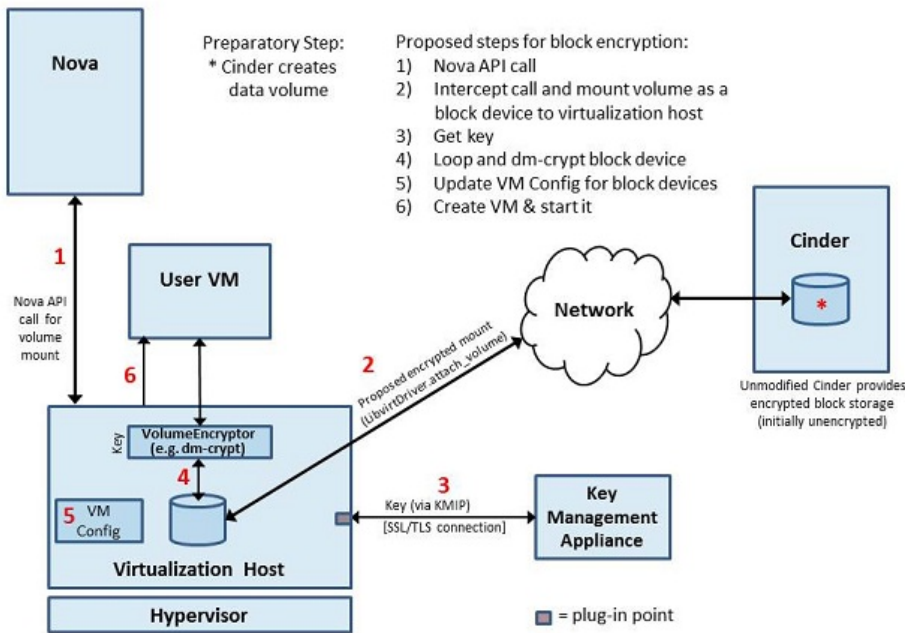 Nova
Preparatory Step:
* Cinder creates
data volume
Proposed steps for block encryption:
1) Nova API call
2) Intercept call and mount volume as a
block device to virtualization host
3) Get key
4) Loop and dm-crypt block device
5) Update VM Config for block devices
6) Create VM & start it
1
Nova API
call for
volume
mount
User VM
6
2
Proposed encrypted mount
(LibvirtDriver.attach_volume)
Network
Cinder
*
Unmodified Cinder provides
encrypted block storage
(initially unencrypted)
Key
VolumeEncryptor
(e.g. dm-crypt)
4
5 VM
Config
Virtualization Host
3
Key (via KMIP)
[SSL/TLS connection]
Key
Management
Appliance
Hypervisor
= plug-in point